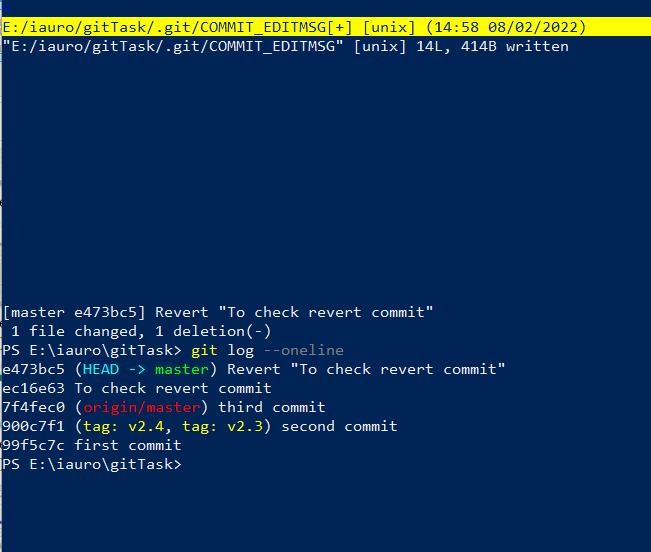 E:/iauro/gitTask/.git/COMMIT_EDITMSG[+] [unix] (14:58 08/02/2022)
"E:/iauro/gitTask/.git/COMMIT_EDITMSG" [unix] 14L, 414B written
[master e473bc5] Revert "To check revert commit"
 1 file changed, 1 deletion(-)
PS E:\iauro\gitTask> git log --oneline
e473bc5 (HEAD -> master) Revert "To check revert commit"
ec16e63 To check revert commit
7f4fec0 (origin/master) third commit
900c7f1 (tag: v2.4, tag: v2.3) second commit
99f5c7c first commit
PS E:\iauro\gitTask>